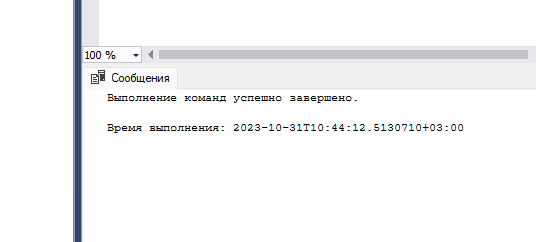 100 %
Сообщения
Выполнение команд успешно завершено.
Время выполнения: 2023-10-31T10:44:12.5130710+03:00